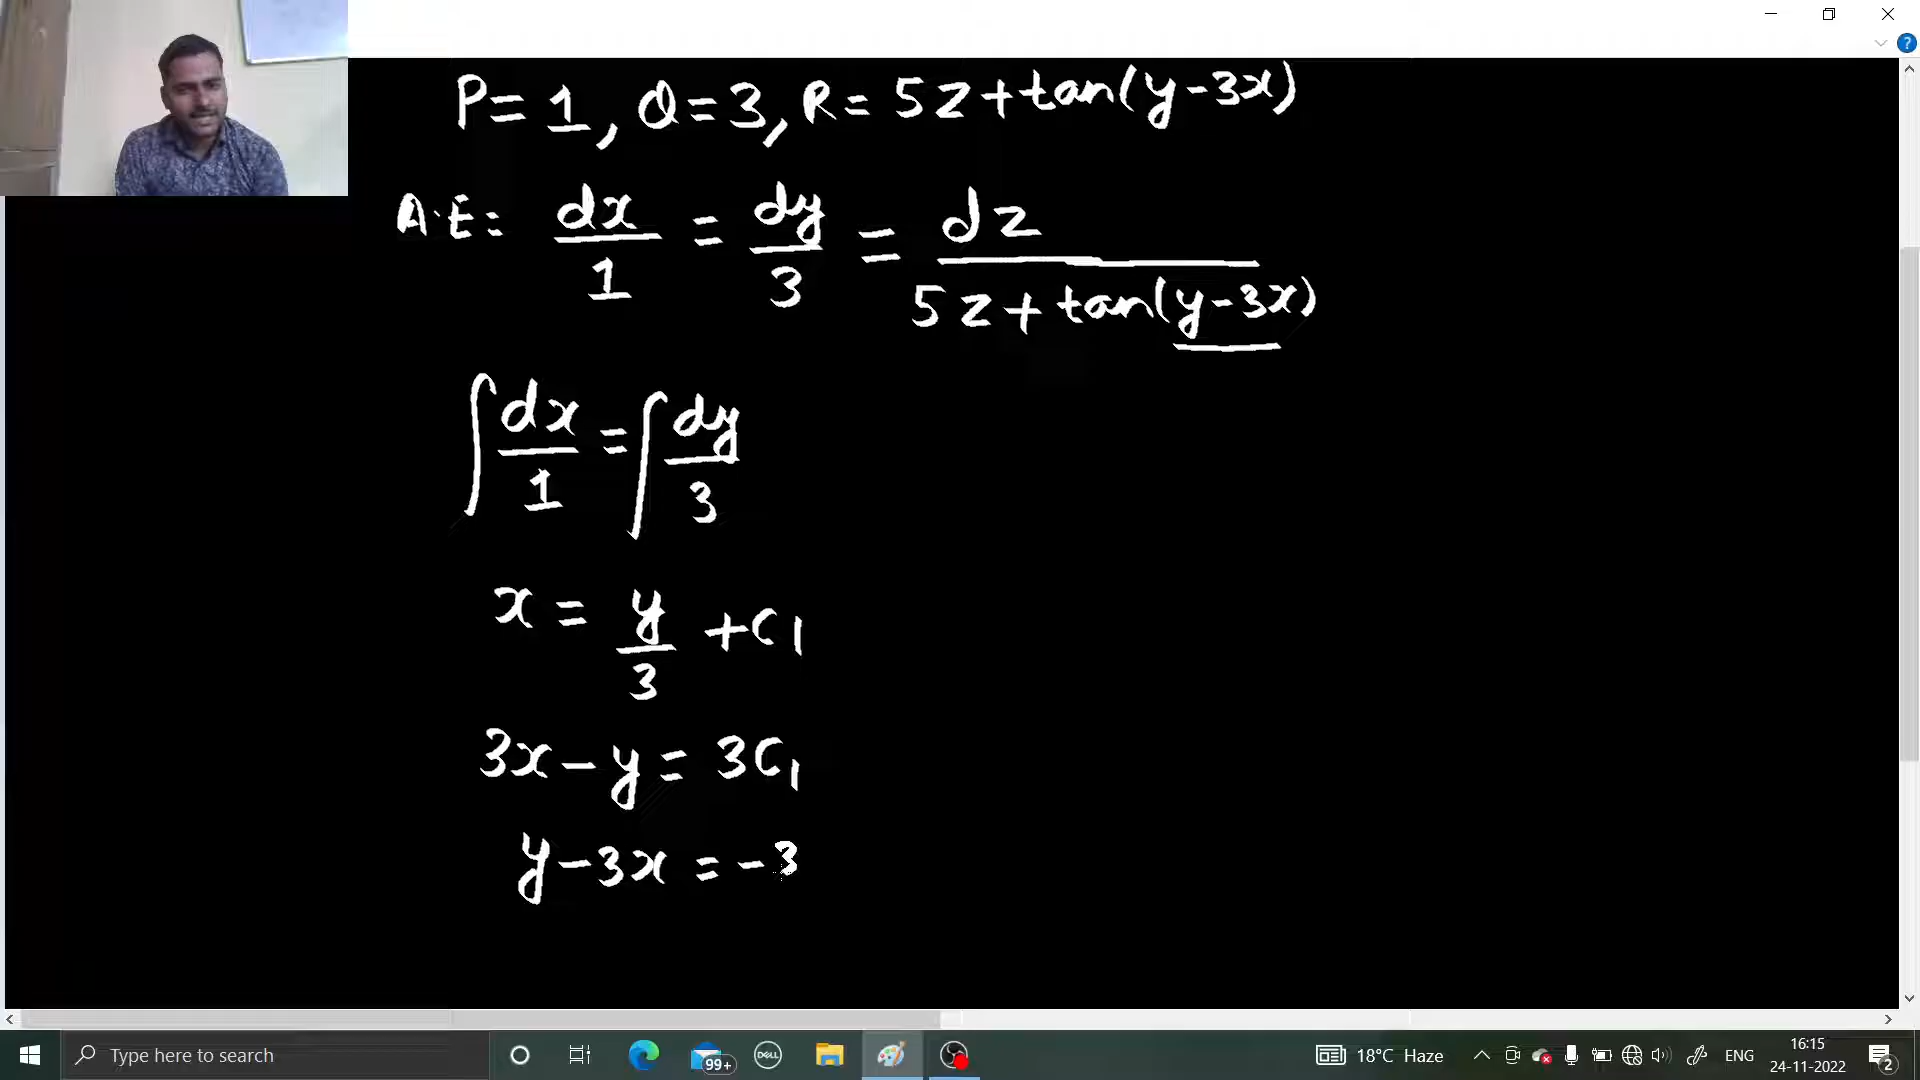 P = 1, Q = 3, R = 5z + tan(y-3x)
A.E = dx/1 = dy/3 = dz/(5z + tan(y-3x))
∫dx/1 = ∫dy/3
x = y/3 + C1
3x - y = 3C1
y - 3x = -3
Type here to search
99+
DELL
18°C Haze
ENG
16:15
24-11-2022
2